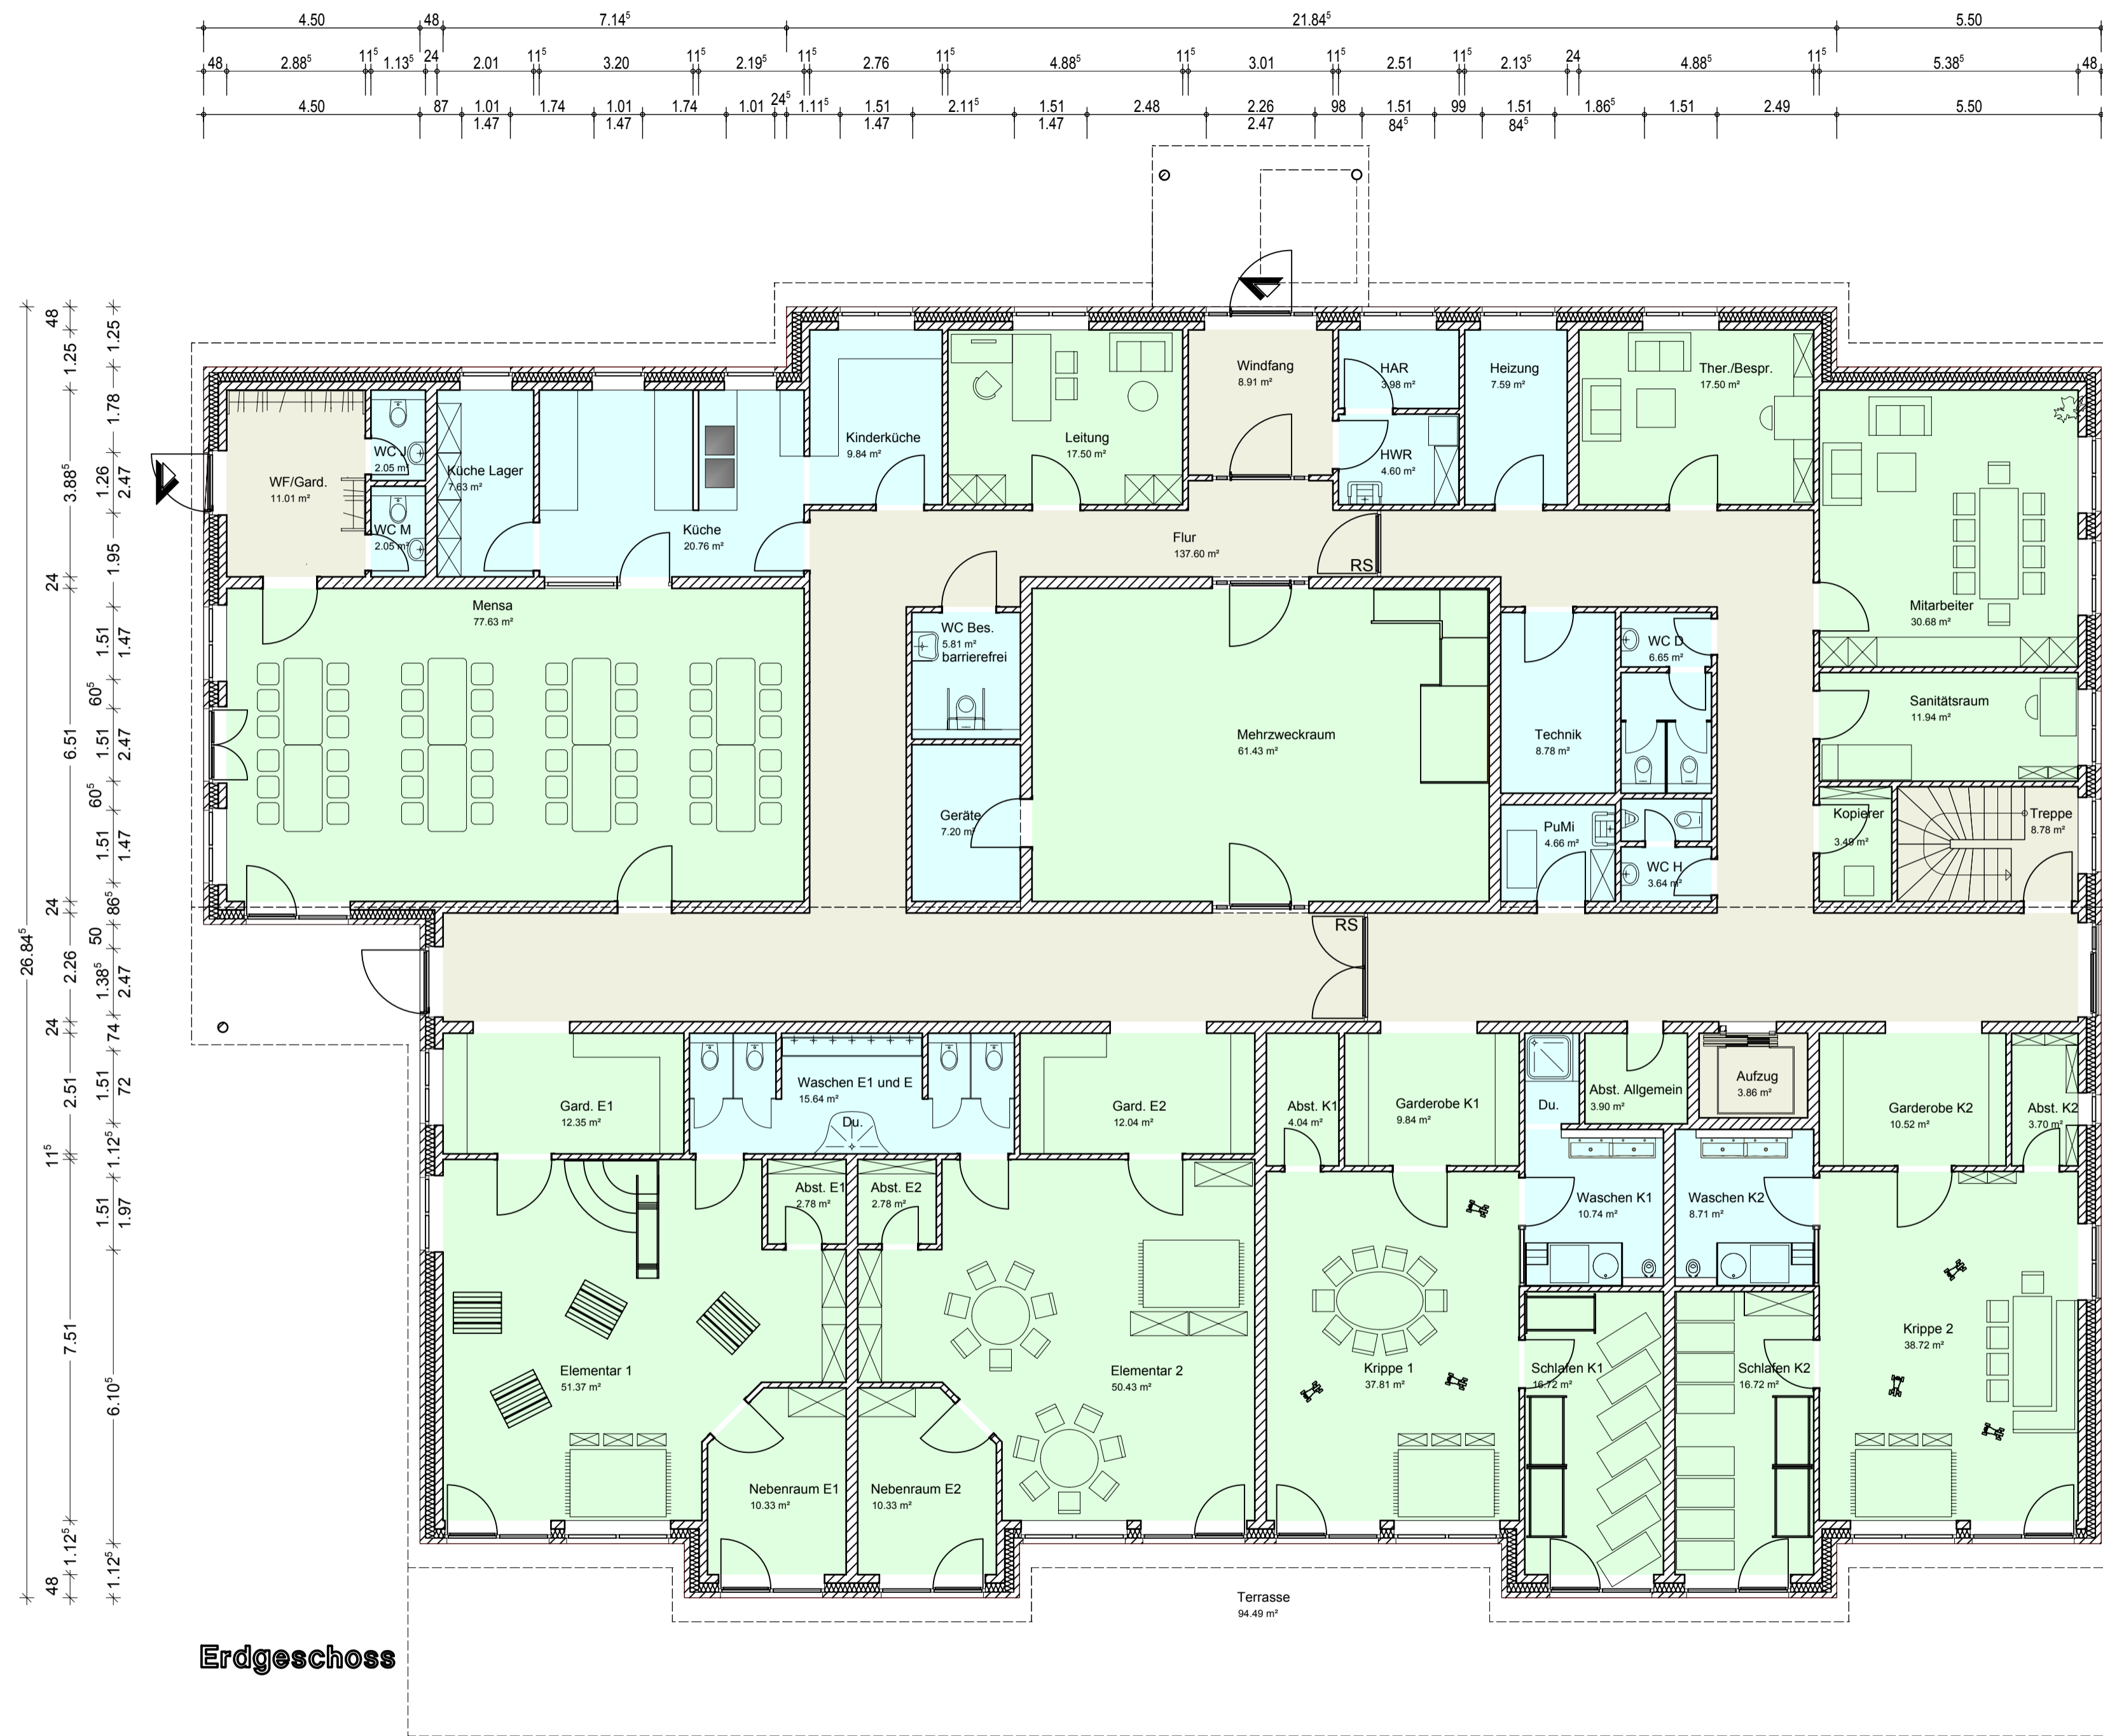 4.50 48 7.14⁵ 21.84⁵ 5.50
48 2.88⁵ 11⁵ 1.13⁵ 24 2.01 11⁵ 3.20 11⁵ 2.19⁵ 11⁵ 2.76 11⁵ 4.88⁵ 11⁵ 3.01 11⁵ 2.51 11⁵ 2.13⁵ 24 4.88⁵ 11⁵ 5.38⁵ 48
4.50 87 1.01 1.74 1.01 1.74 1.01 24⁵ 1.11⁵ 1.51 2.11⁵ 1.51 2.48 2.26 98 1.51 99 1.51 1.86⁵ 1.51 2.49 5.50
1.47 1.47 1.47 1.47 2.47 84⁵ 84⁵
26.84⁵
48 1.25 3.88⁵ 24 6.51 24 2.26 24 2.51 11⁵ 7.51 1.12⁵ 48
1.25 1.78 1.26 1.95 1.51 60⁵ 1.51 60⁵ 1.51 86⁵ 50 1.38⁵ 74 1.51 1.12⁵ 1.51 6.10⁵ 1.12⁵
2.47 1.47 2.47 1.47 2.47 72 1.97
WF/Gard.
11.01 m²
WC J
2.05 m²
WC M
2.05 m²
Küche Lager
7.63 m²
Küche
20.76 m²
Kinderküche
9.84 m²
Leitung
17.50 m²
Windfang
8.91 m²
HAR
3.98 m²
HWR
4.60 m²
Heizung
7.59 m²
Ther./Bespr.
17.50 m²
Flur
137.60 m²
RS
Mitarbeiter
30.68 m²
Mensa
77.63 m²
WC Bes.
5.81 m²
barrierefrei
Geräte
7.20 m²
Mehrzweckraum
61.43 m²
Technik
8.78 m²
WC D
6.65 m²
PuMi
4.66 m²
WC H
3.64 m²
Sanitätsraum
11.94 m²
Kopierer
3.49 m²
Treppe
8.78 m²
RS
Gard. E1
12.35 m²
Waschen E1 und E
15.64 m²
Du.
Gard. E2
12.04 m²
Abst. K1
4.04 m²
Garderobe K1
9.84 m²
Du.
Abst. Allgemein
3.90 m²
Aufzug
3.86 m²
Garderobe K2
10.52 m²
Abst. K2
3.70 m²
Abst. E1
2.78 m²
Abst. E2
2.78 m²
Waschen K1
10.74 m²
Waschen K2
8.71 m²
Elementar 1
51.37 m²
Elementar 2
50.43 m²
Krippe 1
37.81 m²
Schlafen K1
16.72 m²
Schlafen K2
16.72 m²
Krippe 2
38.72 m²
Nebenraum E1
10.33 m²
Nebenraum E2
10.33 m²
Terrasse
94.49 m²
Erdgeschoss